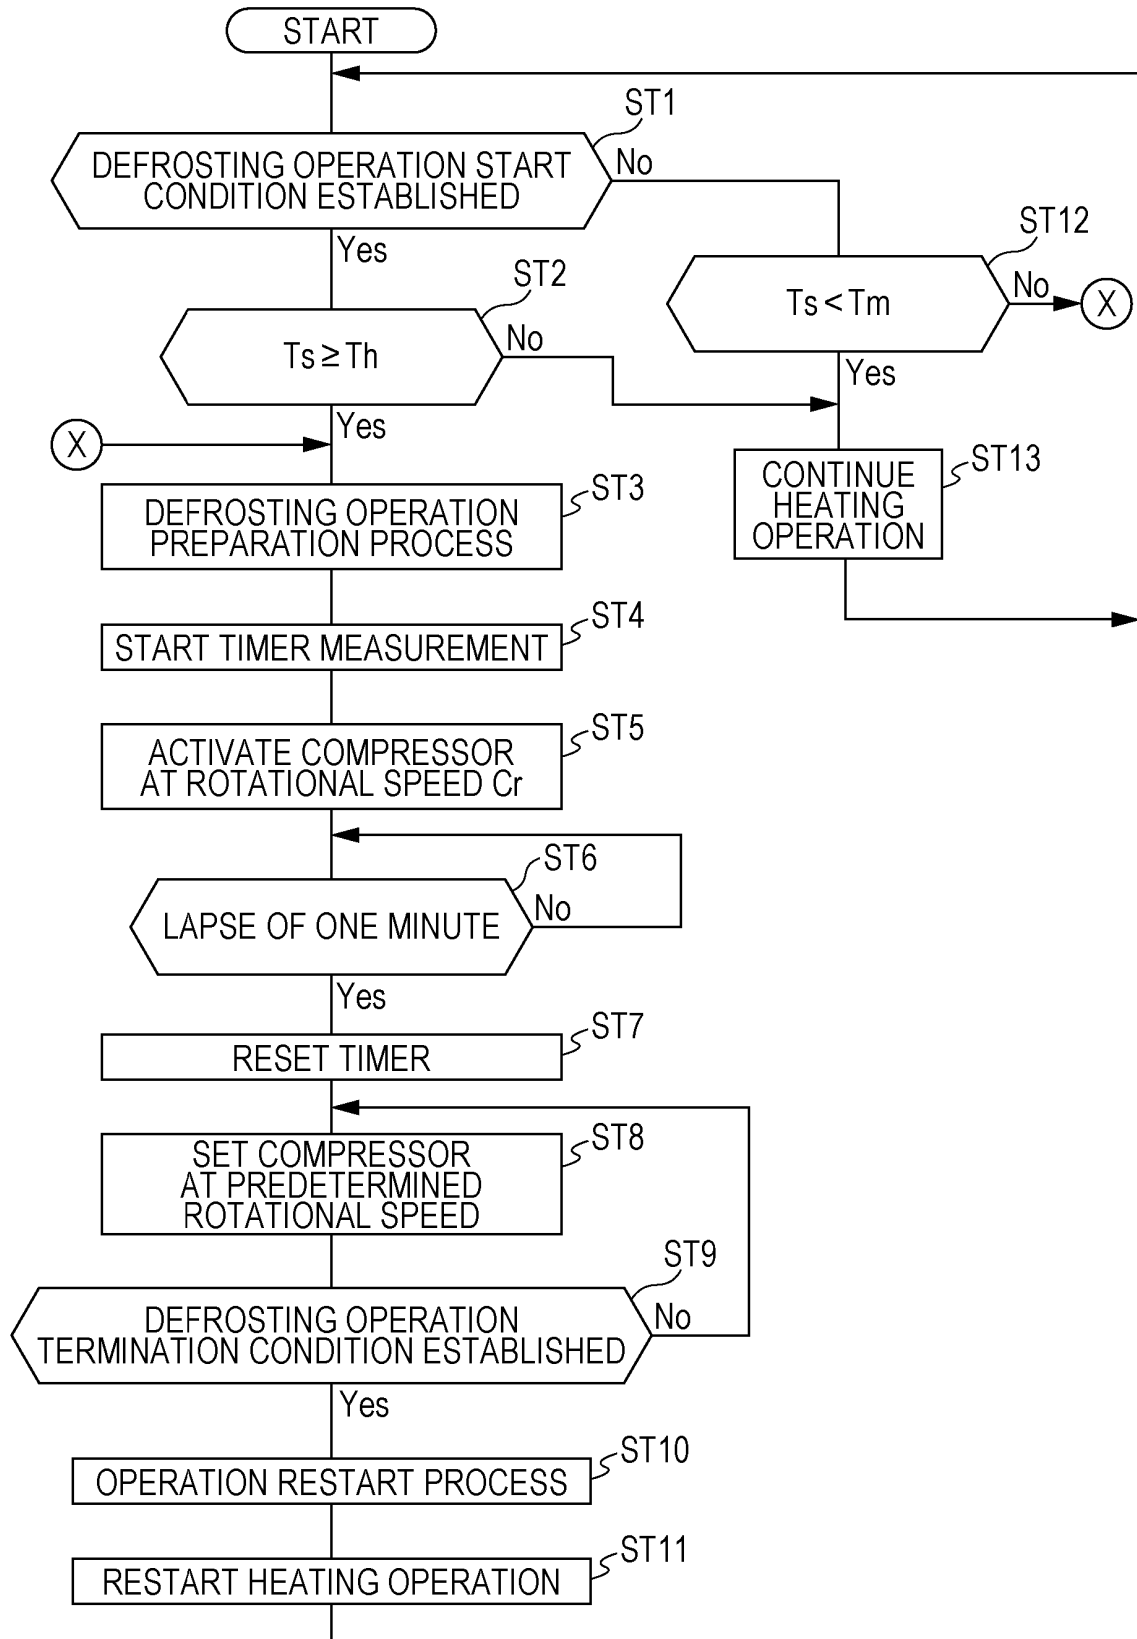 START
ST1
DEFROSTING OPERATION START
CONDITION ESTABLISHED
No
Yes
ST12
Ts < Tm
No
X
Yes
ST2
Ts ≥ Th
No
Yes
X
ST13
CONTINUE
HEATING
OPERATION
ST3
DEFROSTING OPERATION
PREPARATION PROCESS
ST4
START TIMER MEASUREMENT
ST5
ACTIVATE COMPRESSOR
AT ROTATIONAL SPEED Cr
ST6
LAPSE OF ONE MINUTE
No
Yes
ST7
RESET TIMER
ST8
SET COMPRESSOR
AT PREDETERMINED
ROTATIONAL SPEED
ST9
DEFROSTING OPERATION
TERMINATION CONDITION ESTABLISHED
No
Yes
ST10
OPERATION RESTART PROCESS
ST11
RESTART HEATING OPERATION